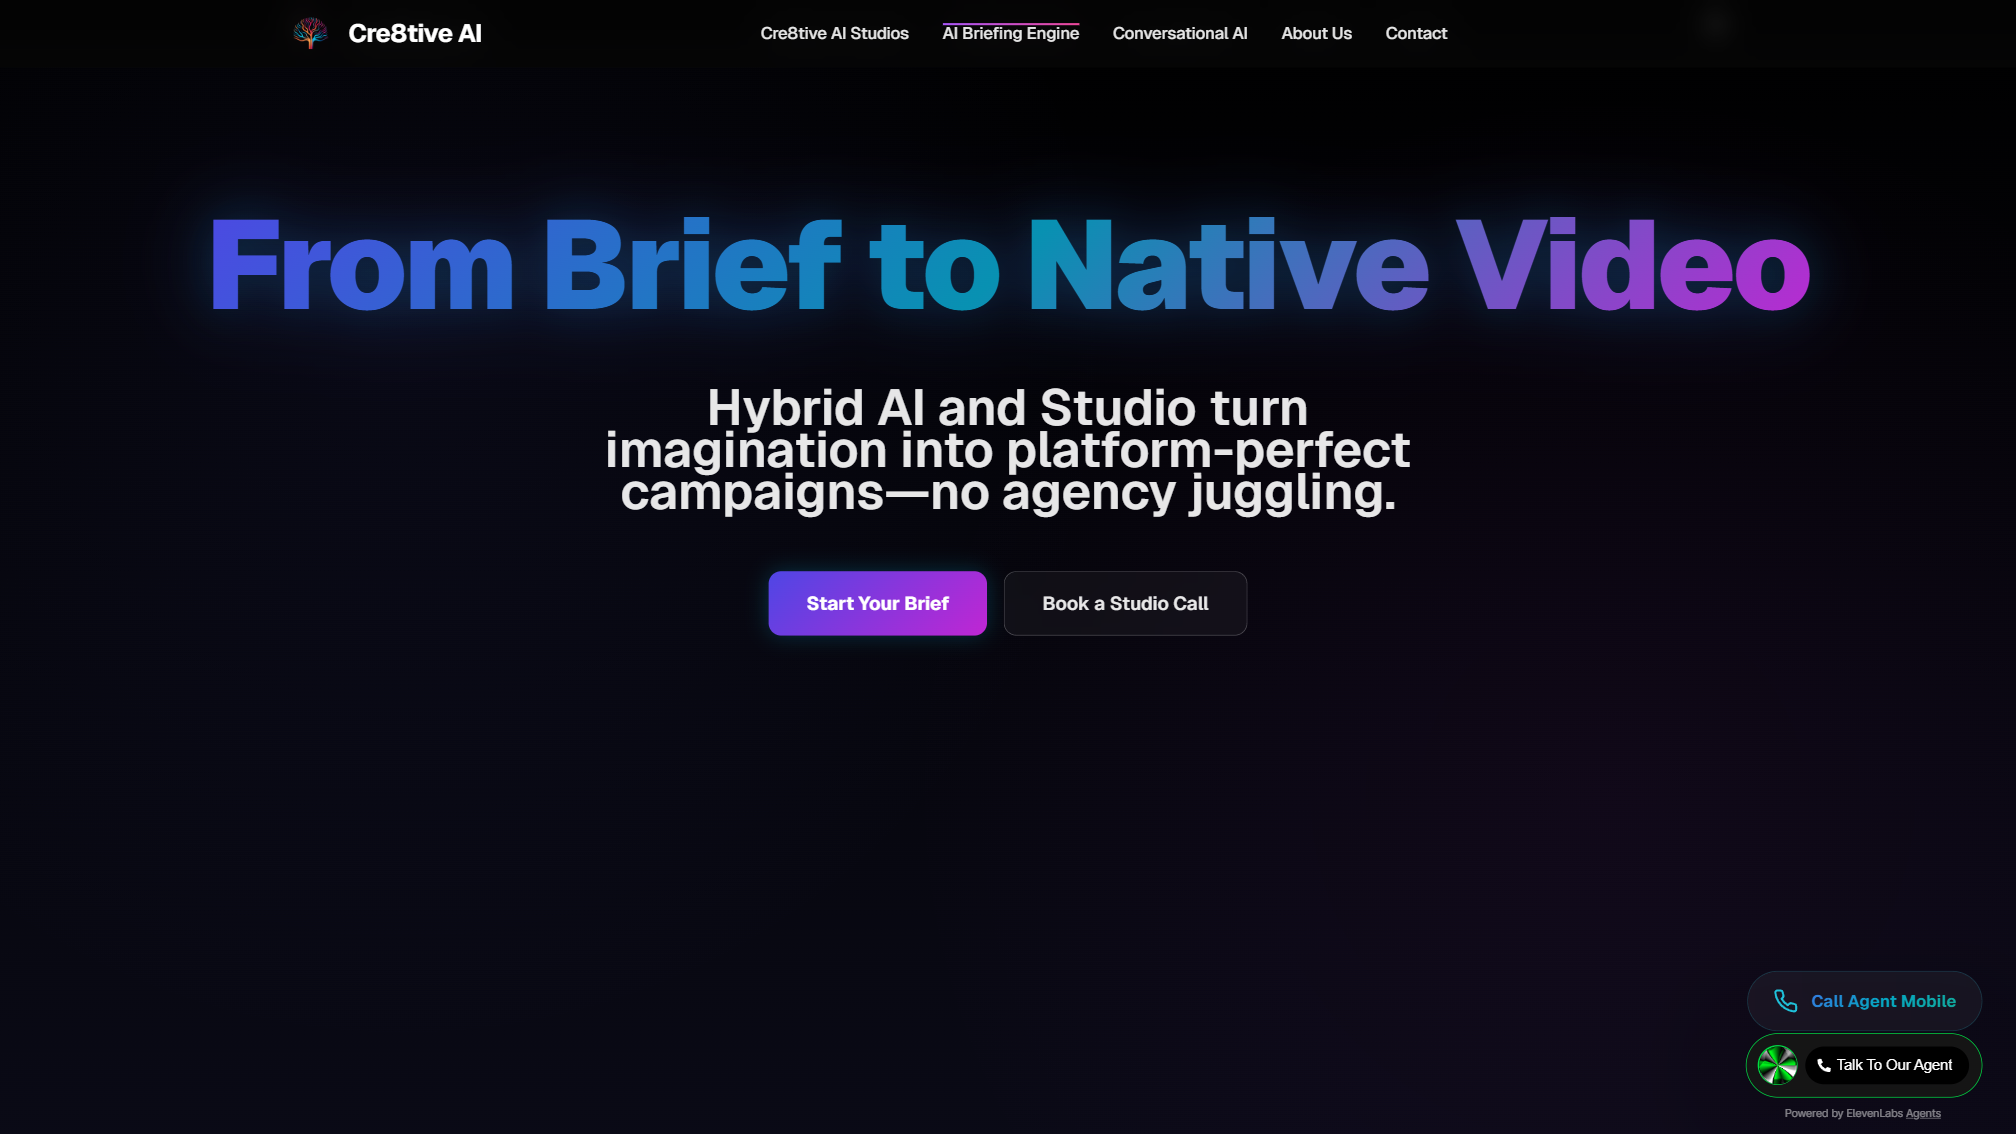 Cre8tive AI
Cre8tive AI Studios
AI Briefing Engine
Conversational AI
About Us
Contact
From Brief to Native Video
Hybrid AI and Studio turn
imagination into platform-perfect
campaigns—no agency juggling.
Start Your Brief
Book a Studio Call
Call Agent Mobile
Talk To Our Agent
Powered by ElevenLabs Agents